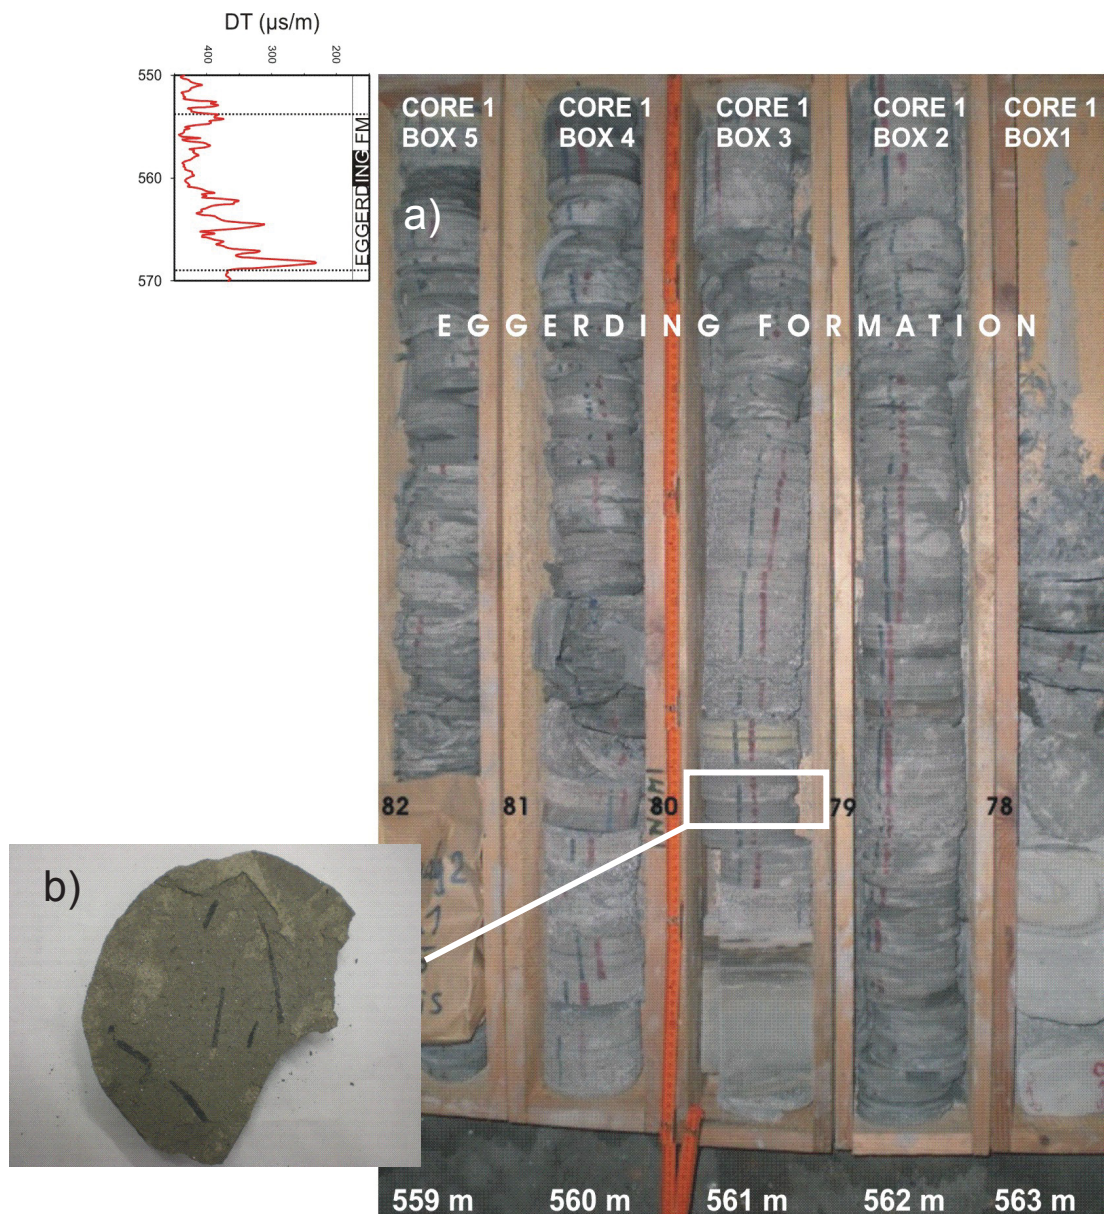 DT (µs/m)
400 300 200
550
560
570
EGGERDING FM
CORE 1 BOX 5
CORE 1 BOX 4
CORE 1 BOX 3
CORE 1 BOX 2
CORE 1 BOX1
a)
EGGERDING FORMATION
82 81 80 79 78
b)
559 m 560 m 561 m 562 m 563 m